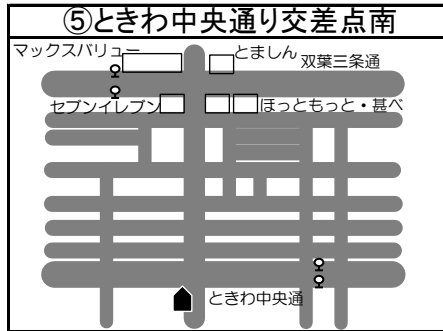 ⑤ときわ中央通り交差点南
マックスバリュー
とましん
双葉三条通
セブンイレブン
ほっともっと・甚べ
ときわ中央通